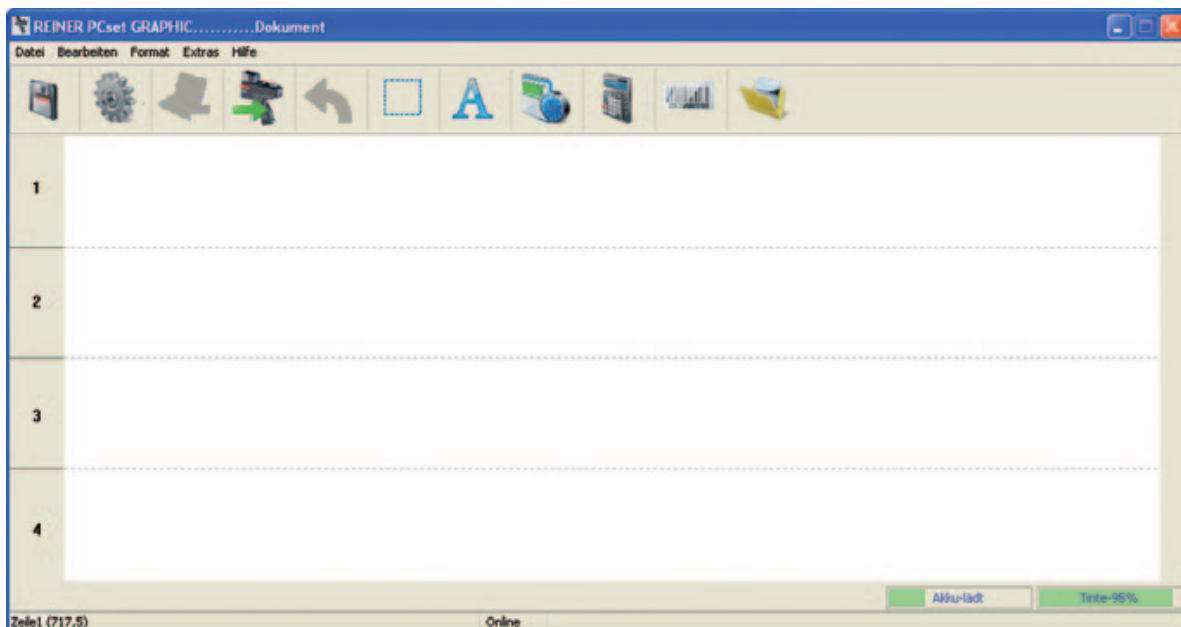 REINER PCset GRAPHIC...........Dokument
Datei Bearbeiten Format Extras Hilfe
A
1
2
3
4
Akku-lädt Tinte-95%
Zeile1 (717,5) Online